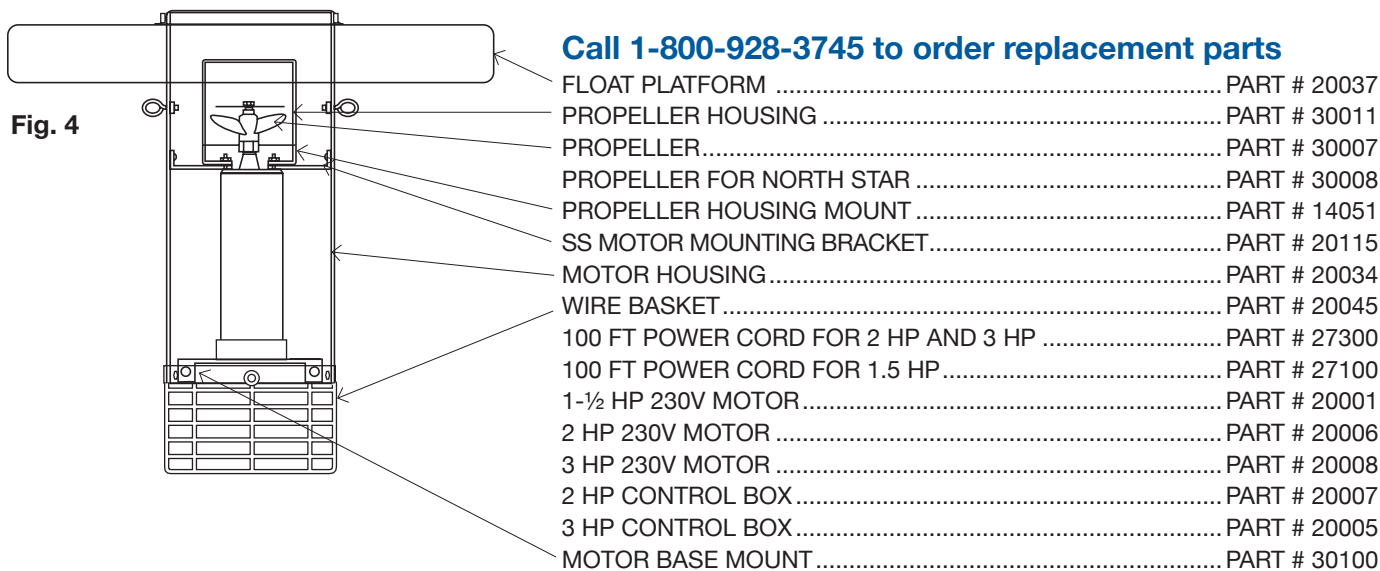 Call 1-800-928-3745 to order replacement parts
Fig. 4
FLOAT PLATFORM ............................................................... PART # 20037
PROPELLER HOUSING ........................................................ PART # 30011
PROPELLER.......................................................................... PART # 30007
PROPELLER FOR NORTH STAR ........................................... PART # 30008
PROPELLER HOUSING MOUNT ........................................... PART # 14051
SS MOTOR MOUNTING BRACKET......................................... PART # 20115
MOTOR HOUSING................................................................ PART # 20034
WIRE BASKET....................................................................... PART # 20045
100 FT POWER CORD FOR 2 HP AND 3 HP ......................... PART # 27300
100 FT POWER CORD FOR 1.5 HP....................................... PART # 27100
1-½ HP 230V MOTOR........................................................... PART # 20001
2 HP 230V MOTOR ............................................................... PART # 20006
3 HP 230V MOTOR ............................................................... PART # 20008
2 HP CONTROL BOX............................................................ PART # 20007
3 HP CONTROL BOX............................................................ PART # 20005
MOTOR BASE MOUNT ......................................................... PART # 30100